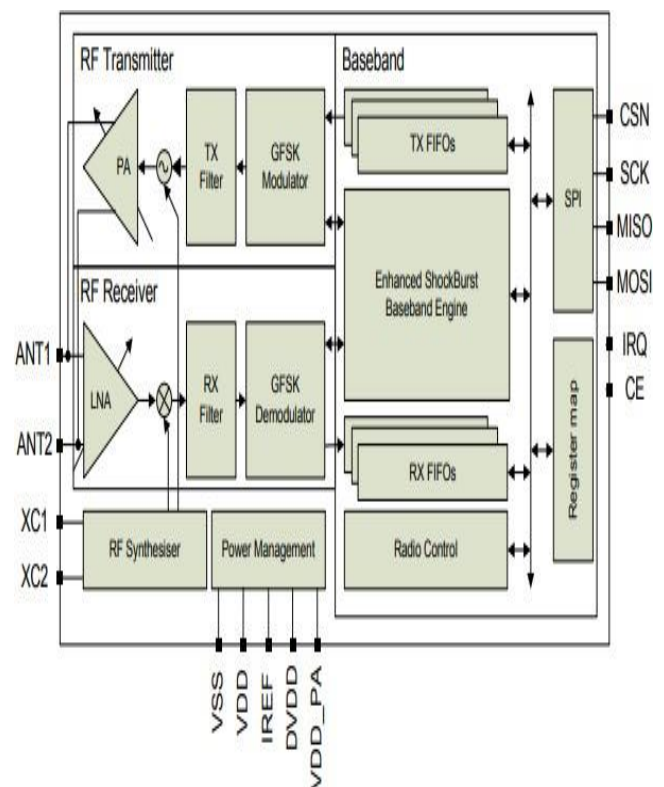 RF Transmitter
Baseband
PA
TX
Filter
GFSK
Modulator
TX FIFOs
SPI
CSN
SCK
MISO
MOSI
Enhanced ShockBurst
Baseband Engine
RF Receiver
ANT1
ANT2
LNA
RX
Filter
GFSK
Demodulator
RX FIFOs
Register map
IRQ
CE
XC1
XC2
RF Synthesiser
Power Management
Radio Control
VSS
VDD
IREF
DVDD
VDD_PA